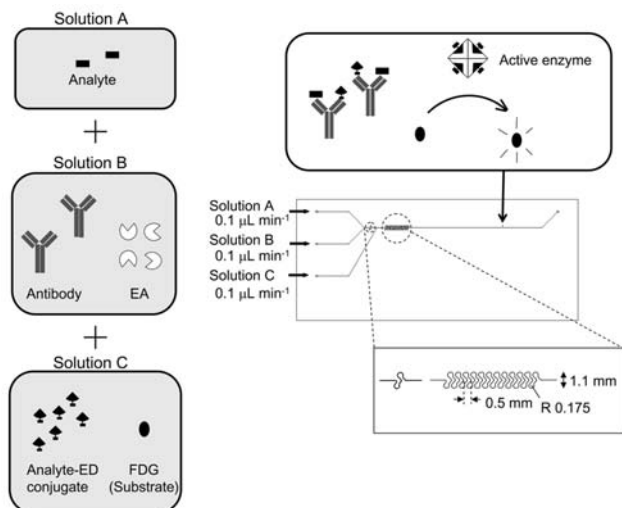 Solution A
Analyte
+
Solution B
Antibody
EA
+
Solution C
Analyte-ED
conjugate
FDG
(Substrate)
Active enzyme
Solution A
0.1 μL min⁻¹
Solution B
0.1 μL min⁻¹
Solution C
0.1 μL min⁻¹
1.1 mm
0.5 mm
R 0.175